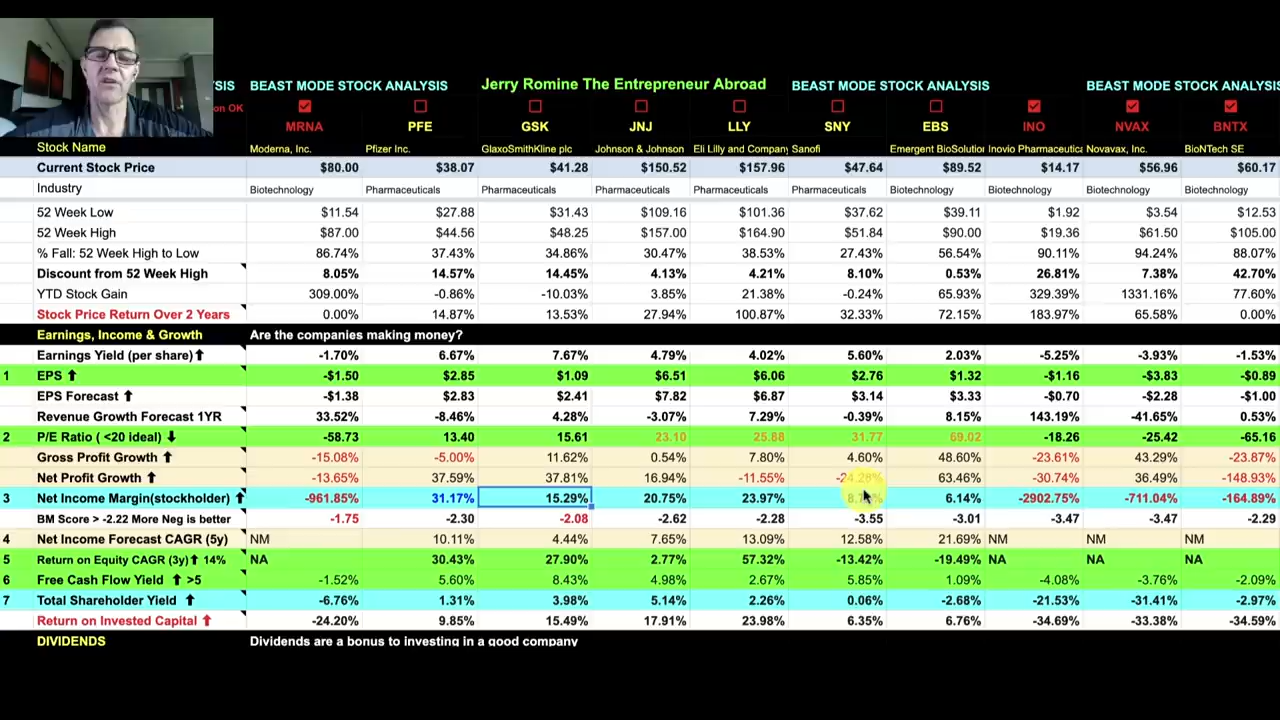 SIS BEAST MODE STOCK ANALYSIS Jerry Romine The Entrepreneur Abroad BEAST MODE STOCK ANALYSIS BEAST MODE STOCK ANALYSIS
on OK
MRNA PFE GSK JNJ LLY SNY EBS INO NVAX BNTX
Stock Name Moderna, Inc. Pfizer Inc. GlaxoSmithKline plc Johnson & Johnson Eli Lilly and Company Sanofi Emergent BioSolution Inovio Pharmaceutica Novavax, Inc. BioNTech SE
Current Stock Price $80.00 $38.07 $41.28 $150.52 $157.96 $47.64 $89.52 $14.17 $56.96 $60.17
Industry Biotechnology Pharmaceuticals Pharmaceuticals Pharmaceuticals Pharmaceuticals Pharmaceuticals Biotechnology Biotechnology Biotechnology Biotechnology
52 Week Low $11.54 $27.88 $31.43 $109.16 $101.36 $37.62 $39.11 $1.92 $3.54 $12.53
52 Week High $87.00 $44.56 $48.25 $157.00 $164.90 $51.84 $90.00 $19.36 $61.50 $105.00
% Fall: 52 Week High to Low 86.74% 37.43% 34.86% 30.47% 38.53% 27.43% 56.54% 90.11% 94.24% 88.07%
Discount from 52 Week High 8.05% 14.57% 14.45% 4.13% 4.21% 8.10% 0.53% 26.81% 7.38% 42.70%
YTD Stock Gain 309.00% -0.86% -10.03% 3.85% 21.38% -0.24% 65.93% 329.39% 1331.16% 77.60%
Stock Price Return Over 2 Years 0.00% 14.87% 13.53% 27.94% 100.87% 32.33% 72.15% 183.97% 65.58% 0.00%
Earnings, Income & Growth Are the companies making money?
Earnings Yield (per share)⬆ -1.70% 6.67% 7.67% 4.79% 4.02% 5.60% 2.03% -5.25% -3.93% -1.53%
1 EPS ⬆ -$1.50 $2.85 $1.09 $6.51 $6.06 $2.76 $1.32 -$1.16 -$3.83 -$0.89
EPS Forecast ⬆ -$1.38 $2.83 $2.41 $7.82 $6.87 $3.14 $3.33 -$0.70 -$2.28 -$1.00
Revenue Growth Forecast 1YR 33.52% -8.46% 4.28% -3.07% 7.29% -0.39% 8.15% 143.19% -41.65% 0.53%
2 P/E Ratio ( <20 ideal) ⬇ -58.73 13.40 15.61 23.10 25.88 31.77 69.02 -18.26 -25.42 -65.16
Gross Profit Growth ⬆ -15.08% -5.00% 11.62% 0.54% 7.80% 4.60% 48.60% -23.61% 43.29% -23.87%
Net Profit Growth ⬆ -13.65% 37.59% 37.81% 16.94% -11.55% -24.28% 63.46% -30.74% 36.49% -148.93%
3 Net Income Margin(stockholder) ⬆ -961.85% 31.17% 15.29% 20.75% 23.97% 6.14% -2902.75% -711.04% -164.89%
BM Score > -2.22 More Neg is better -1.75 -2.30 -2.08 -2.62 -2.28 -3.55 -3.01 -3.47 -3.47 -2.29
4 Net Income Forecast CAGR (5y) NM 10.11% 4.44% 7.65% 13.09% 12.58% 21.69% NM NM NM
5 Return on Equity CAGR (3y)⬆ 14% NA 30.43% 27.90% 2.77% 57.32% -13.42% -19.49% NA NA NA
6 Free Cash Flow Yield ⬆ >5 -1.52% 5.60% 8.43% 4.98% 2.67% 5.85% 1.09% -4.08% -3.76% -2.09%
7 Total Shareholder Yield ⬆ -6.76% 1.31% 3.98% 5.14% 2.26% 0.06% -2.68% -21.53% -31.41% -2.97%
Return on Invested Capital ⬆ -24.20% 9.85% 15.49% 17.91% 23.98% 6.35% 6.76% -34.69% -33.38% -34.59%
DIVIDENDS Dividends are a bonus to investing in a good company